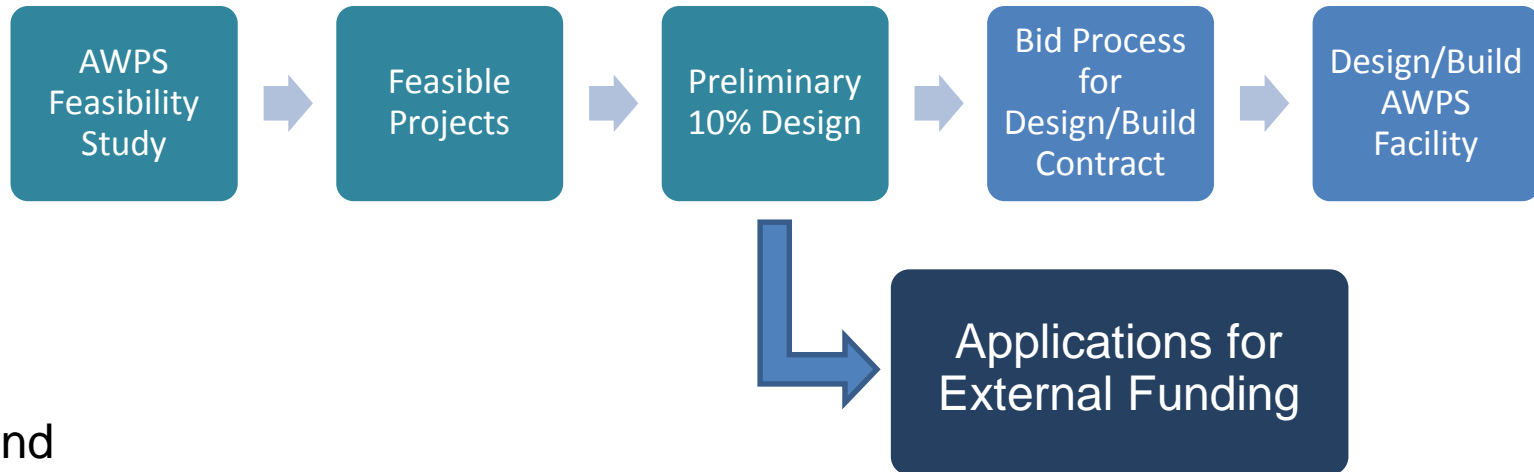 AWPS
Feasibility
Study
Feasible
Projects
Preliminary
10% Design
Bid Process
for
Design/Build
Contract
Design/Build
AWPS
Facility
Applications for
External Funding
nd